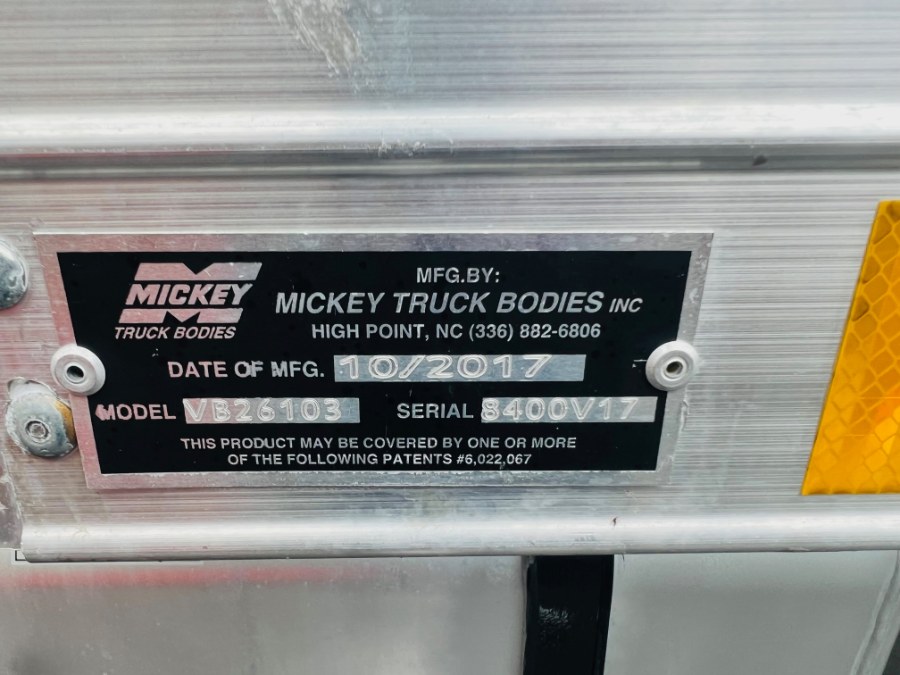 MICKEY
TRUCK BODIES
MFG.BY:
MICKEY TRUCK BODIES INC
HIGH POINT, NC (336) 882-6806
DATE OF MFG. 10/2017
MODEL VB26103 SERIAL 8400V17
THIS PRODUCT MAY BE COVERED BY ONE OR MORE
OF THE FOLLOWING PATENTS #6,022,067